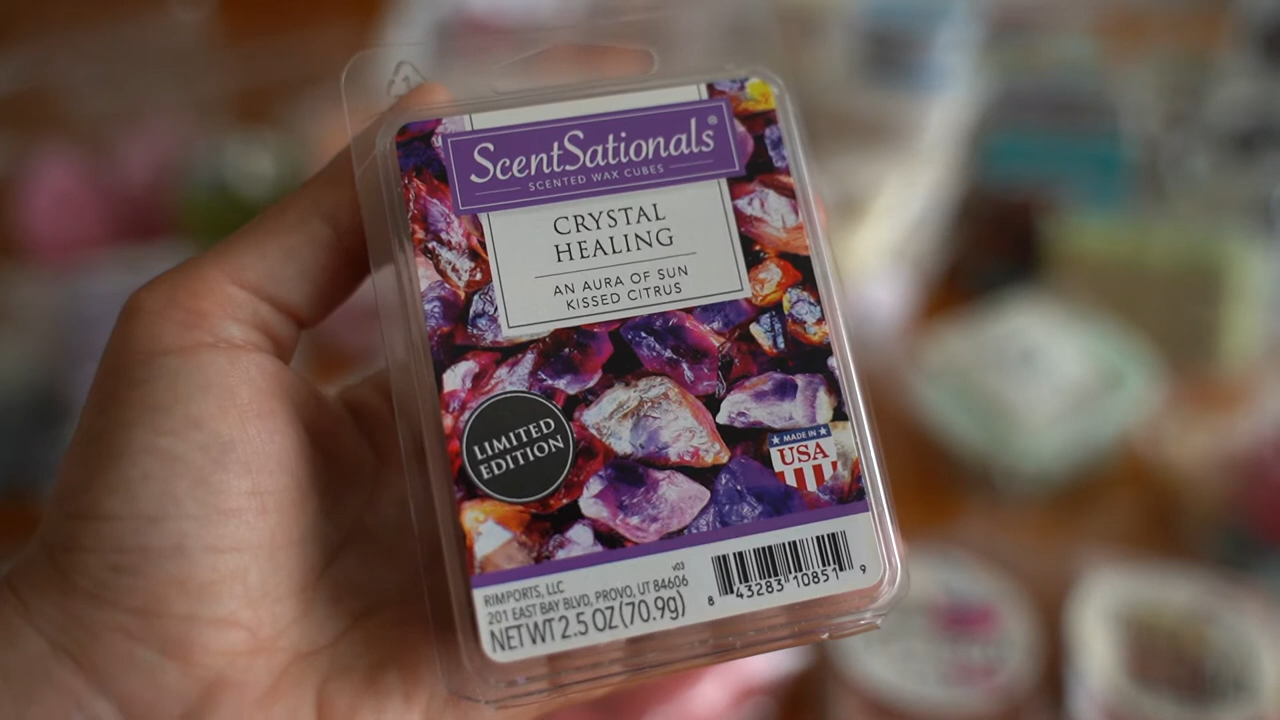 ScentSationals®
SCENTED WAX CUBES
CRYSTAL
HEALING
AN AURA OF SUN
KISSED CITRUS
LIMITED
EDITION
MADE IN
USA
v03
RIMPORTS, LLC
201 EAST BAY BLVD, PROVO, UT 84606
NET WT 2.5 OZ (70.9g)
8 43283 10851 9